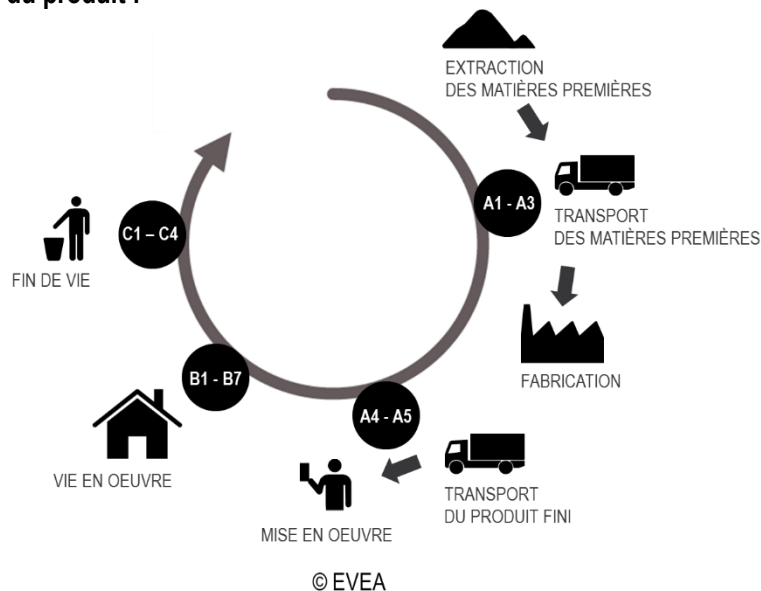 du produit :
EXTRACTION
DES MATIÈRES PREMIÈRES
A1 - A3
TRANSPORT
DES MATIÈRES PREMIÈRES
FABRICATION
A4 - A5
TRANSPORT
DU PRODUIT FINI
MISE EN OEUVRE
B1 - B7
VIE EN OEUVRE
C1 – C4
FIN DE VIE
© EVEA